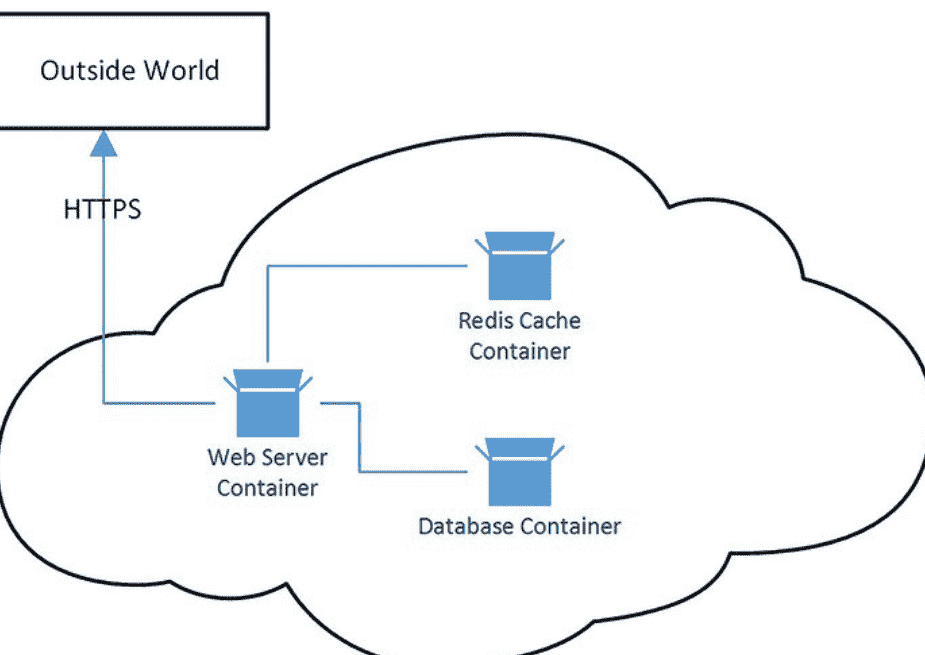 Outside World
HTTPS
Redis Cache
Container
Web Server
Container
Database Container